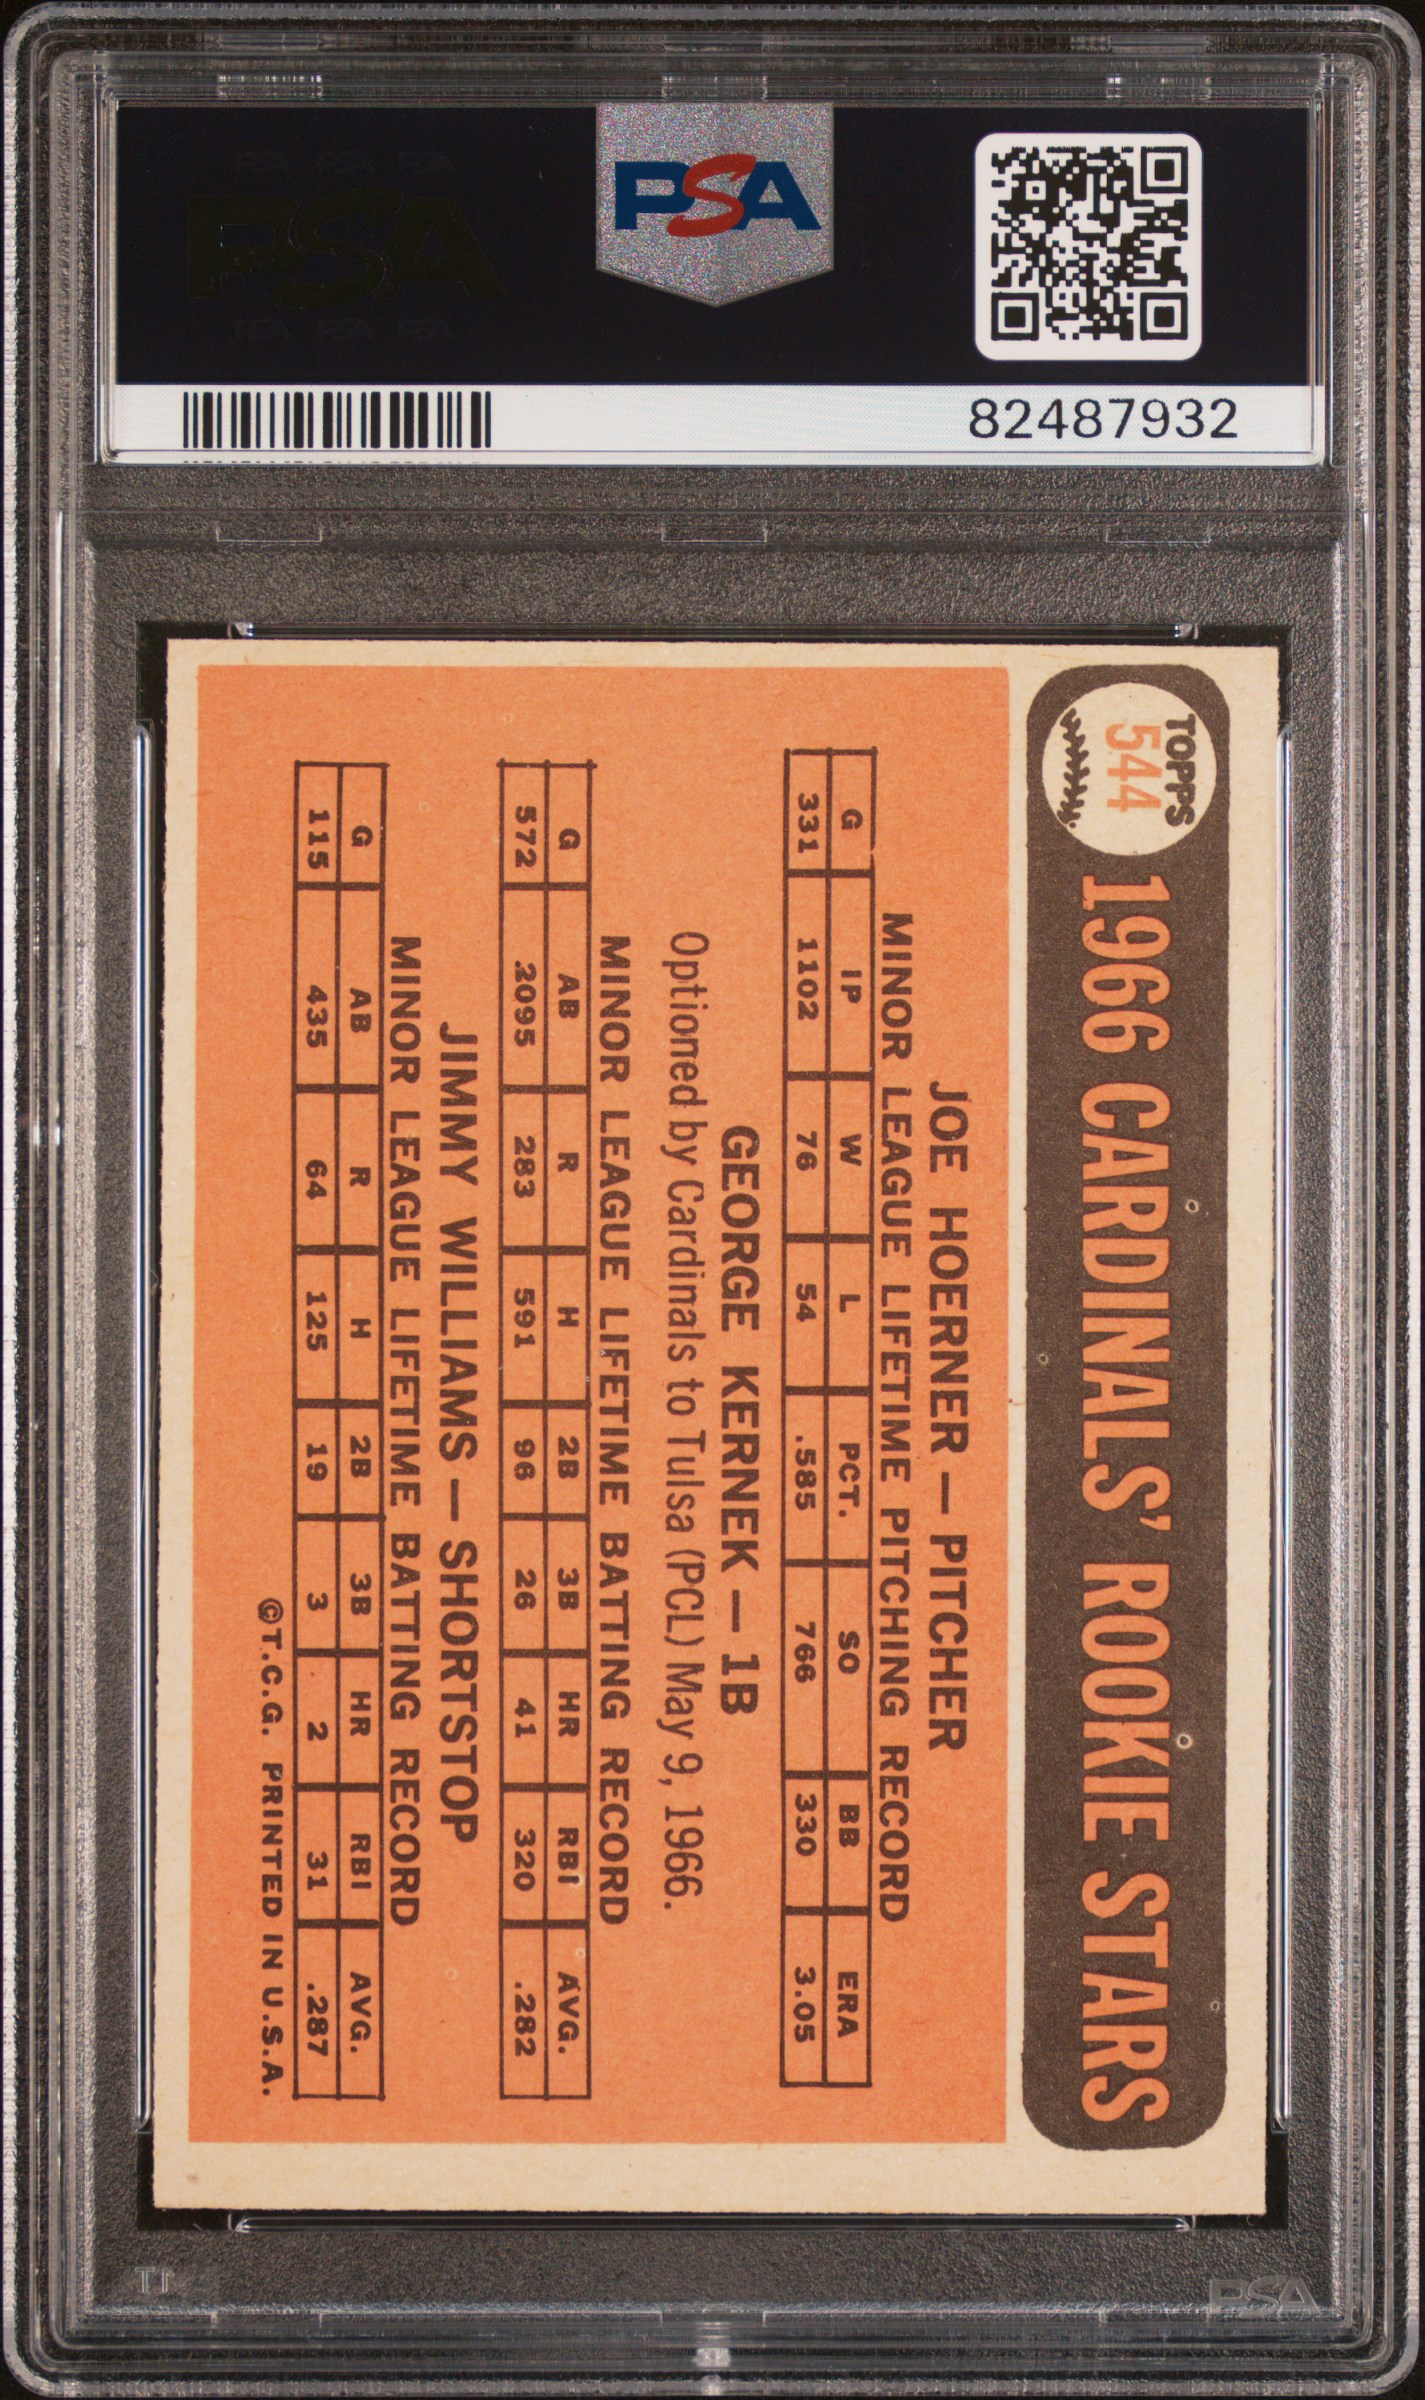 PSA
PSA
82487932
TOPPS
544
1966 CARDINALS' ROOKIE STARS
JOE HOERNER — PITCHER
MINOR LEAGUE LIFETIME PITCHING RECORD
G IP W L PCT. SO BB ERA
331 1102 76 54 .585 766 330 3.05
GEORGE KERNEK — 1B
Optioned by Cardinals to Tulsa (PCL) May 9, 1966.
MINOR LEAGUE LIFETIME BATTING RECORD
G AB R H 2B 3B HR RBI AVG.
572 2095 283 591 96 26 41 320 .282
JIMMY WILLIAMS — SHORTSTOP
MINOR LEAGUE LIFETIME BATTING RECORD
G AB R H 2B 3B HR RBI AVG.
115 435 64 125 19 3 2 31 .287
©T.C.G. PRINTED IN U.S.A.
TT
PSA